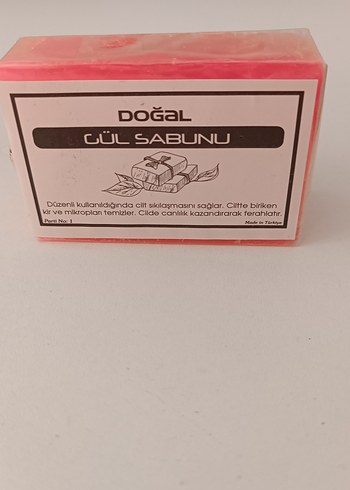 DOĞaL
GÜL SABUNU
Düzenli kullanıldığında cilt sıkılaşmasını sağlar. Ciltte biriken
kir ve mikropları temizler. Cilde canlılık kazandırarak ferahlatır.
Parti No: 1 Made in Türkiye